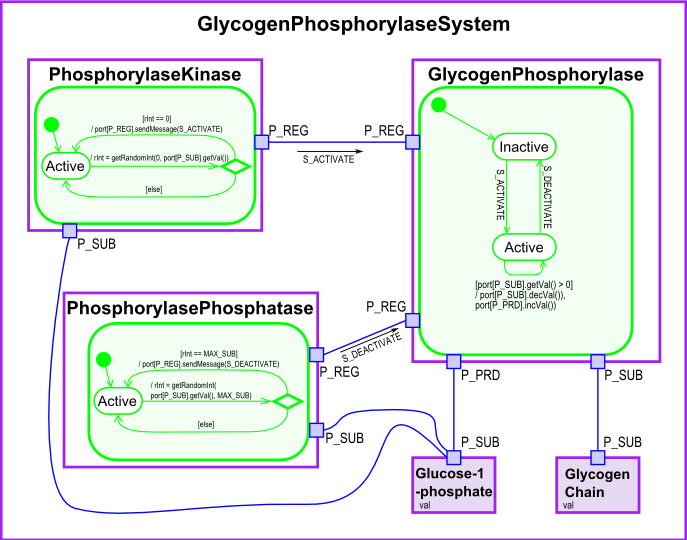 GlycogenPhosphorylaseSystem
PhosphorylaseKinase
[rInt == 0]
/ port[P_REG].sendMessage(S_ACTIVATE)
Active
/ rInt = getRandomInt(0, port[P_SUB].getVal())
[else]
P_REG
S_ACTIVATE
P_REG
P_SUB
GlycogenPhosphorylase
Inactive
S_ACTIVATE
S_DEACTIVATE
Active
[port[P_SUB].getVal() > 0]
/ port[P_SUB].decVal()),
port[P_PRD].incVal())
PhosphorylasePhosphatase
[rInt == MAX_SUB]
/ port[P_REG].sendMessage(S_DEACTIVATE)
Active
/ rInt = getRandomInt(
port[P_SUB].getVal(), MAX_SUB)
[else]
P_REG
S_DEACTIVATE
P_REG
P_SUB
P_PRD
P_SUB
P_SUB
P_SUB
Glucose-1
-phosphate
val
Glycogen
Chain
val